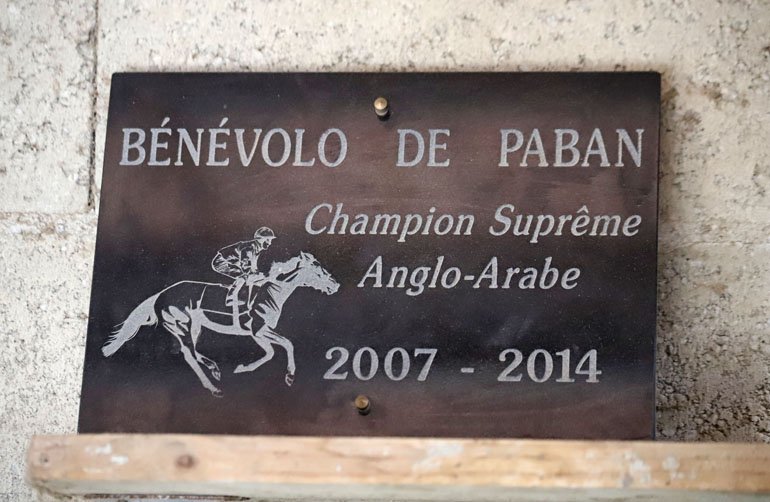 BÉNÉVOLO DE PABAN
Champion Suprême
Anglo-Arabe
2007 - 2014